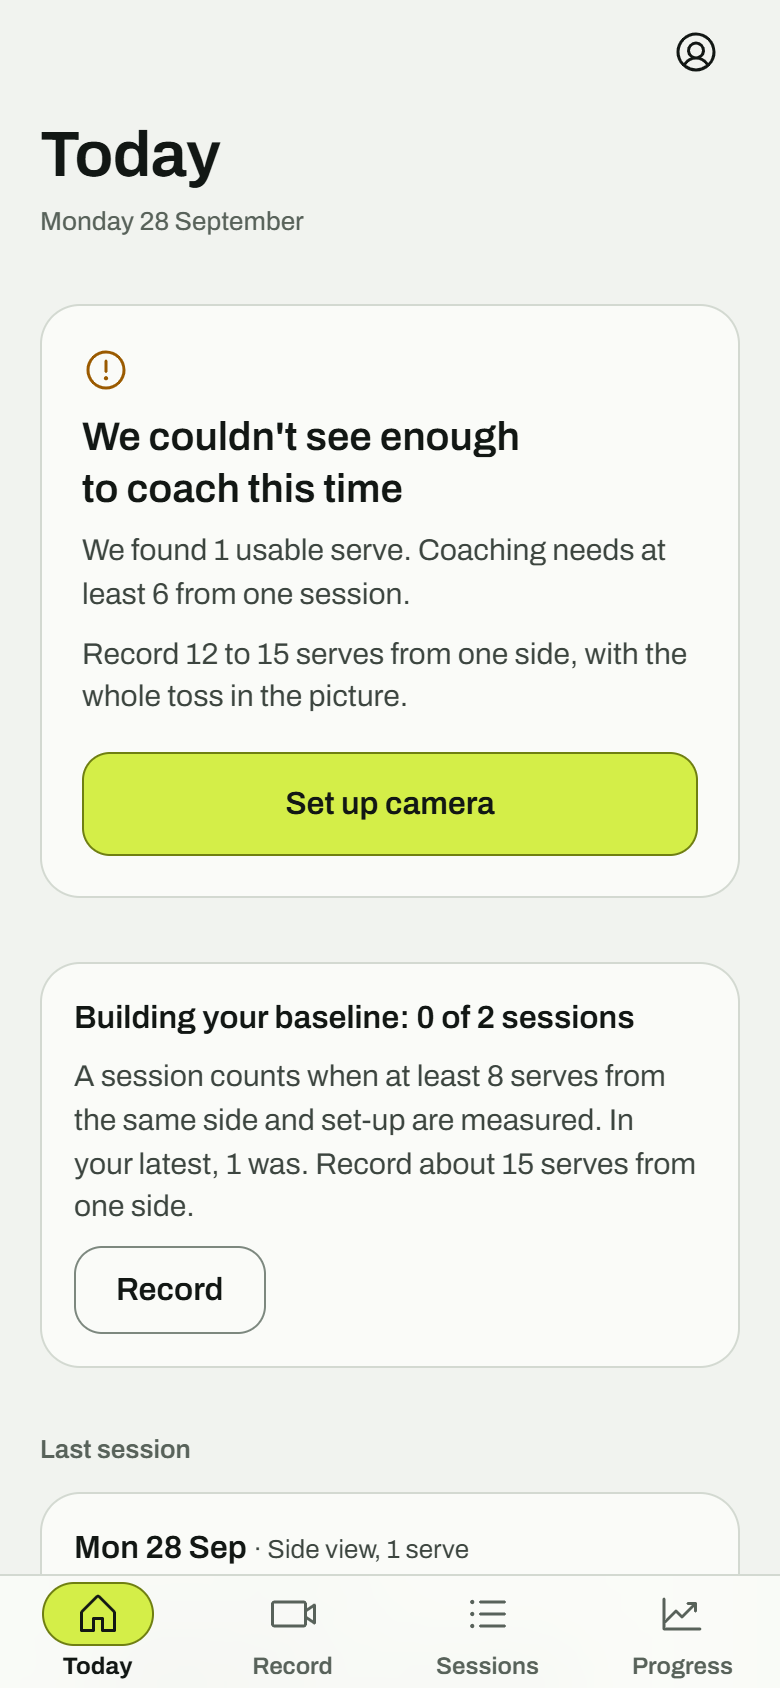 Today
Monday 28 September
We couldn't see enough
to coach this time
We found 1 usable serve. Coaching needs at
least 6 from one session.
Record 12 to 15 serves from one side, with the
whole toss in the picture.
Set up camera
Building your baseline: 0 of 2 sessions
A session counts when at least 8 serves from
the same side and set-up are measured. In
your latest, 1 was. Record about 15 serves from
one side.
Record
Last session
Mon 28 Sep · Side view, 1 serve
Today
Record
Sessions
Progress